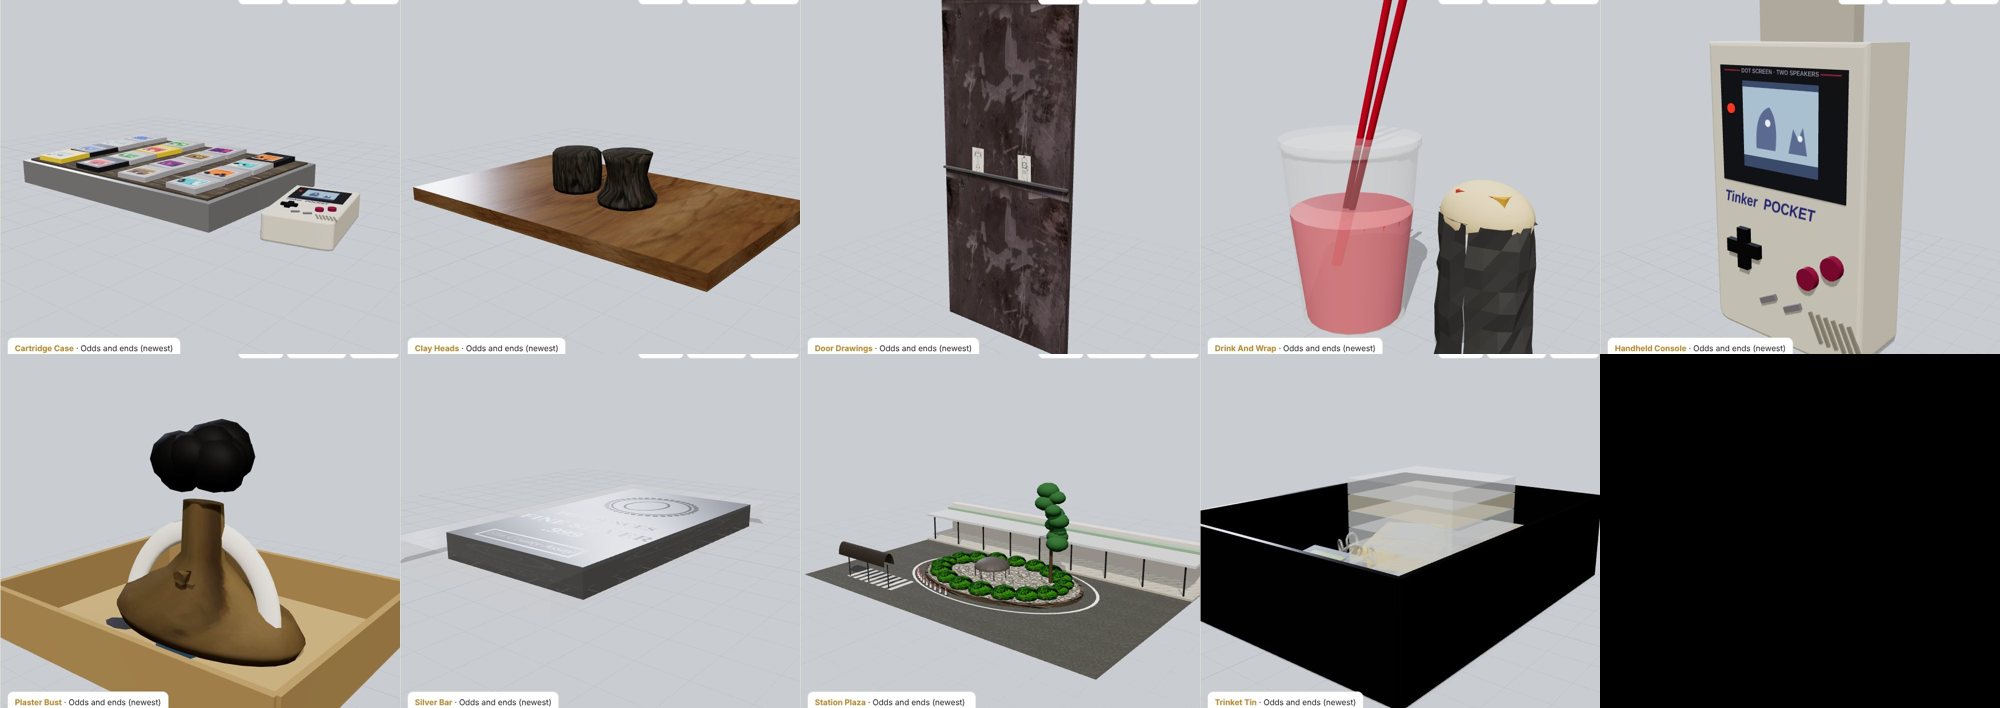 DOT SCREEN · TWO SPEAKERS
Tinker POCKET
Cartridge Case · Odds and ends (newest)
Clay Heads · Odds and ends (newest)
Door Drawings · Odds and ends (newest)
Drink And Wrap · Odds and ends (newest)
Handheld Console · Odds and ends (newest)
FINE SILVER
Plaster Bust · Odds and ends (newest)
Silver Bar · Odds and ends (newest)
Station Plaza · Odds and ends (newest)
Trinket Tin · Odds and ends (newest)